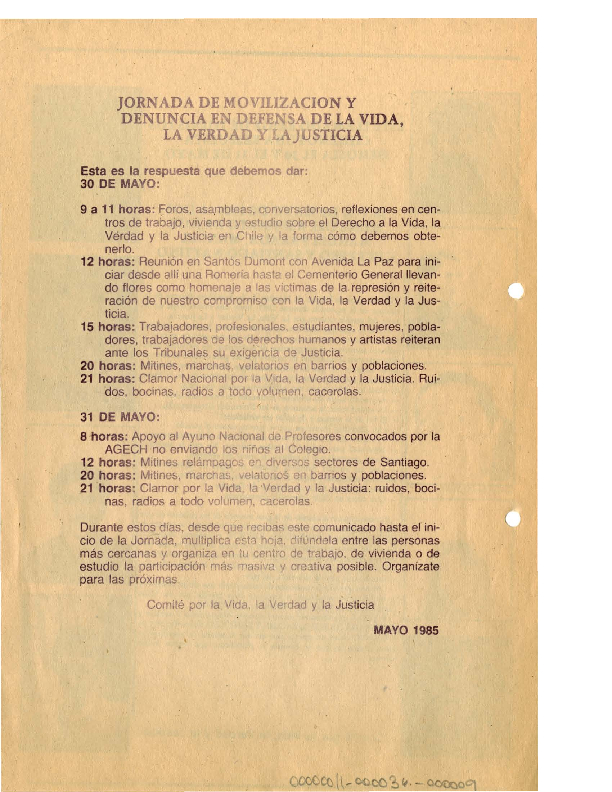 JORNADA DE MOVILIZACION Y
DENUNCIA EN DEFENSA DE LA VIDA,
LA VERDAD Y LA JUSTICIA
Esta es la respuesta que debemos dar:
30 DE MAYO:
9 a 11 horas: Foros, asambleas, conversatorios, reflexiones en cen-
tros de trabajo, vivienda y estudio sobre el Derecho a la Vida, la
Verdad y la Justicia en Chile y la forma cómo debemos obte-
nerlo.
12 horas: Reunión en Santos Dumont con Avenida La Paz para ini-
ciar desde allí una Romería hasta el Cementerio General llevan-
do flores como homenaje a las víctimas de la represión y reite-
ración de nuestro compromiso con la Vida, la Verdad y la Jus-
ticia.
15 horas: Trabajadores, profesionales, estudiantes, mujeres, pobla-
dores, trabajadores de los derechos humanos y artistas reiteran
ante los Tribunales su exigencia de Justicia.
20 horas: Mitines, marchas, velatorios en barrios y poblaciones.
21 horas: Clamor Nacional por la Vida, la Verdad y la Justicia. Rui-
dos, bocinas, radios a todo volumen, cacerolas.
31 DE MAYO:
8 horas: Apoyo al Ayuno Nacional de Profesores convocados por la
AGECH no enviando los niños al Colegio.
12 horas: Mitines relámpagos en diversos sectores de Santiago.
20 horas: Mitines, marchas, velatorios en barrios y poblaciones.
21 horas: Clamor por la Vida, la Verdad y la Justicia: ruidos, boci-
nas, radios a todo volumen, cacerolas.
Durante estos días, desde que recibas este comunicado hasta el ini-
cio de la Jornada, multiplica esta hoja, difúndela entre las personas
más cercanas y organiza en tu centro de trabajo, de vivienda o de
estudio la participación más masiva y creativa posible. Organízate
para las próximas.
Comité por la Vida, la Verdad y la Justicia
MAYO 1985
000000/1-000034.-000009